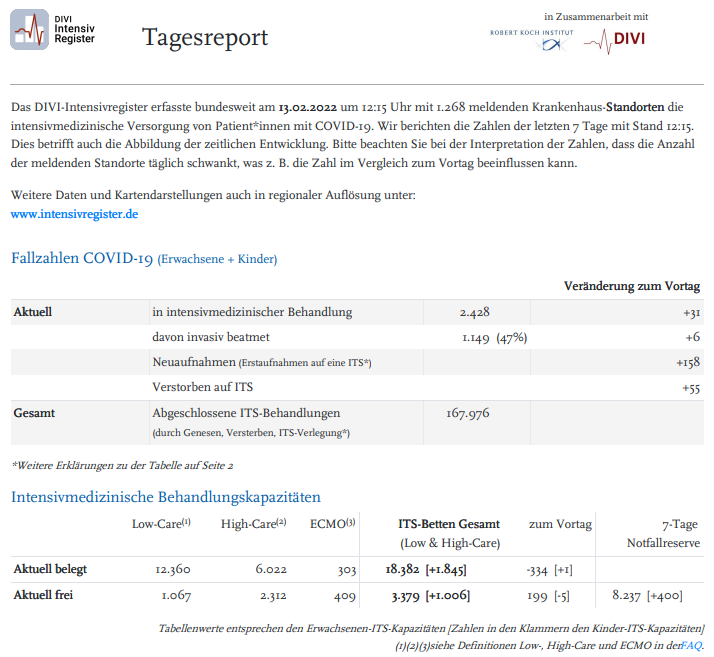 DIVI
Intensiv
Register
Tagesreport
in Zusammenarbeit mit
ROBERT KOCH INSTITUT
DIVI
Das DIVI-Intensivregister erfasste bundesweit am 13.02.2022 um 12:15 Uhr mit 1.268 meldenden Krankenhaus-Standorten die
intensivmedizinische Versorgung von Patient*innen mit COVID-19. Wir berichten die Zahlen der letzten 7 Tage mit Stand 12:15.
Dies betrifft auch die Abbildung der zeitlichen Entwicklung. Bitte beachten Sie bei der Interpretation der Zahlen, dass die Anzahl
der meldenden Standorte täglich schwankt, was z. B. die Zahl im Vergleich zum Vortag beeinflussen kann.
Weitere Daten und Kartendarstellungen auch in regionaler Auflösung unter:
www.intensivregister.de
Fallzahlen COVID-19 (Erwachsene + Kinder)
Veränderung zum Vortag
Aktuell in intensivmedizinischer Behandlung 2.428 +31
davon invasiv beatmet 1.149 (47%) +6
Neuaufnahmen (Erstaufnahmen auf eine ITS*) +158
Verstorben auf ITS +55
Gesamt Abgeschlossene ITS-Behandlungen 167.976
(durch Genesen, Versterben, ITS-Verlegung*)
*Weitere Erklärungen zu der Tabelle auf Seite 2
Intensivmedizinische Behandlungskapazitäten
Low-Care(1) High-Care(2) ECMO(3) ITS-Betten Gesamt zum Vortag 7-Tage
(Low & High-Care) Notfallreserve
Aktuell belegt 12.360 6.022 303 18.382 [+1.845] -334 [+1]
Aktuell frei 1.067 2.312 409 3.379 [+1.006] 199 [-5] 8.237 [+400]
Tabellenwerte entsprechen den Erwachsenen-ITS-Kapazitäten [Zahlen in den Klammern den Kinder-ITS-Kapazitäten]
(1)(2)(3)siehe Definitionen Low-, High-Care und ECMO in derFAQ.